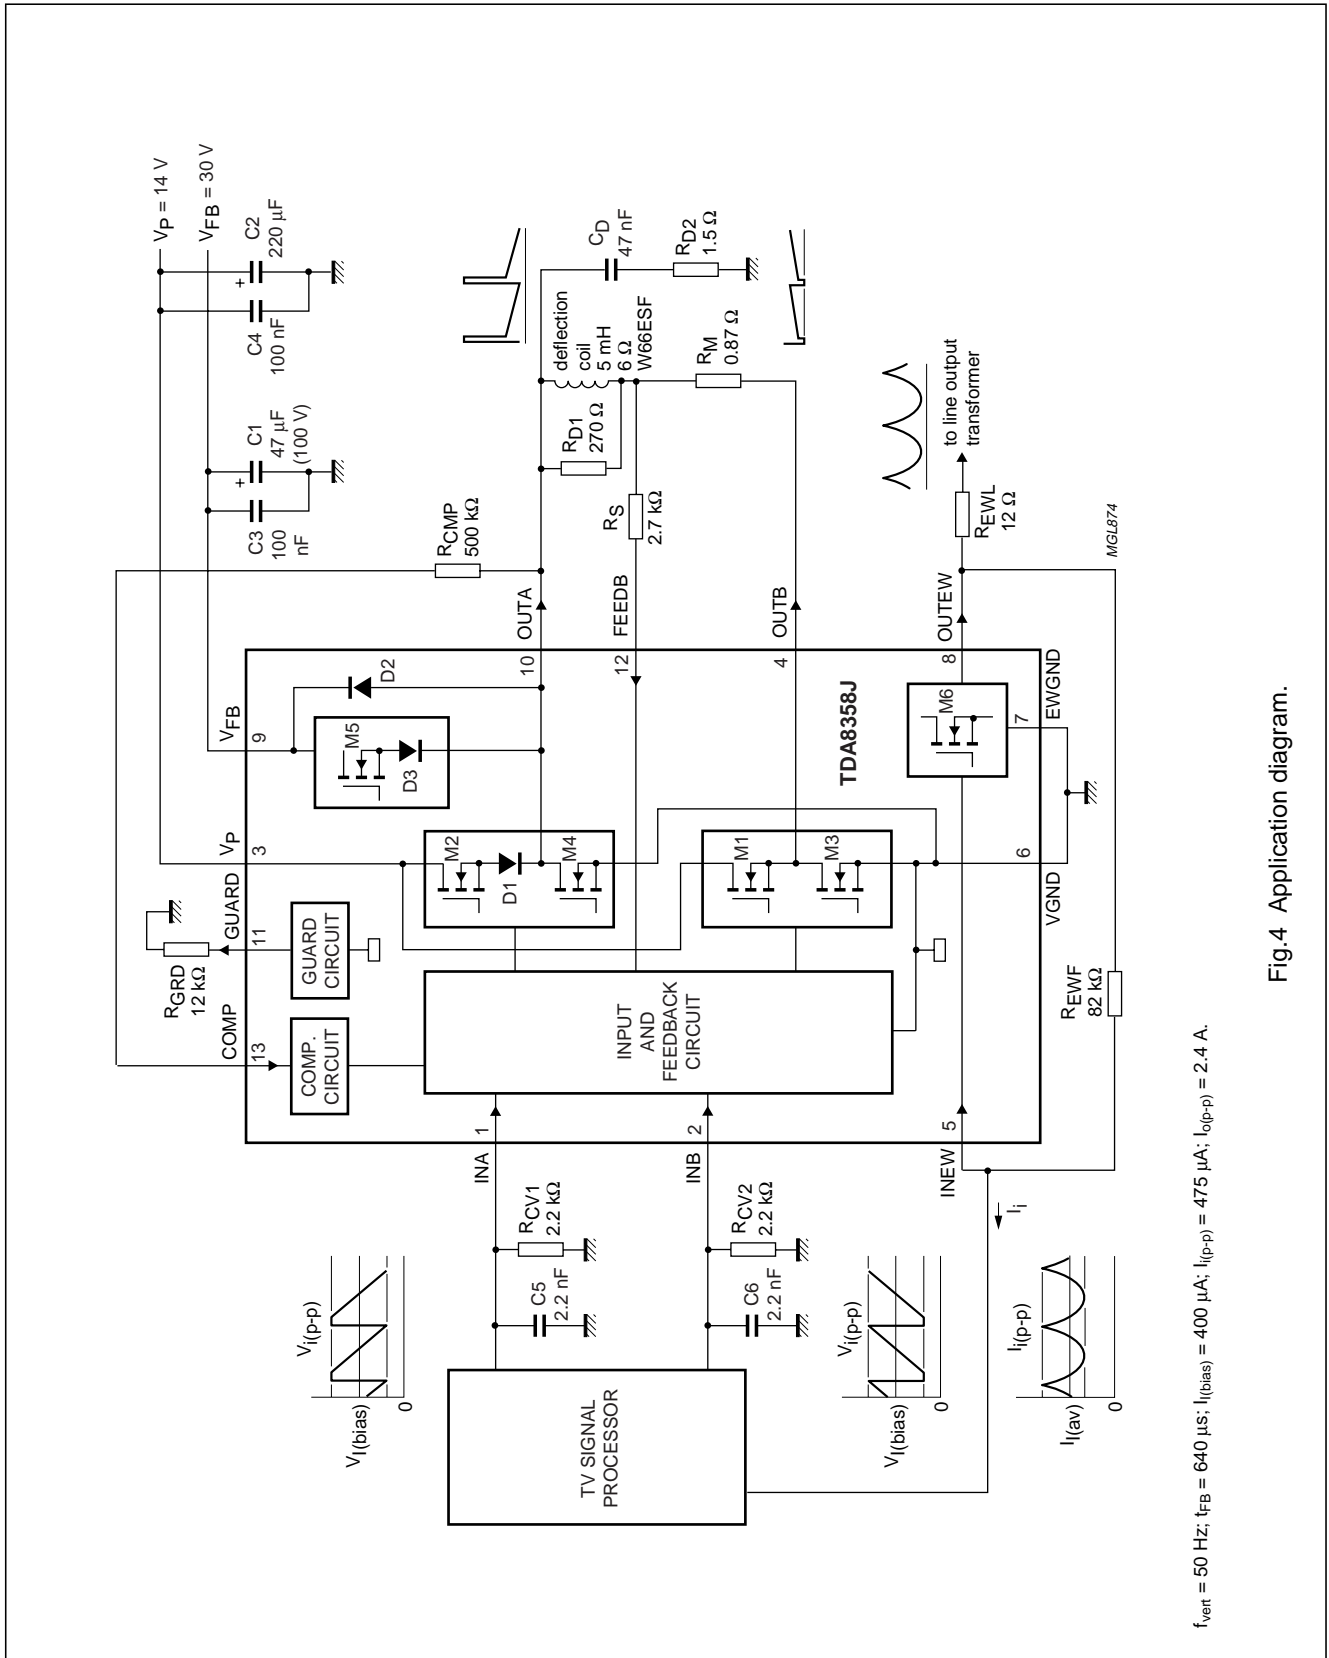 VP = 14 V
VFB = 30 V
C2
220 µF
C4
100 nF
C1
47 µF
(100 V)
C3
100
nF
RCMP
500 kΩ
RGRD
12 kΩ
COMP
13
GUARD
11
VP
3
VFB
9
COMP.
CIRCUIT
GUARD
CIRCUIT
M5
D3
D2
M2
D1
M4
M1
M3
M6
INPUT
AND
FEEDBACK
CIRCUIT
TDA8358J
INA
1
INB
2
INEW
5
10
OUTA
12
FEEDB
4
OUTB
8
OUTEW
7
EWGND
6
VGND
deflection
coil
5 mH
6 Ω
W66ESF
CD
47 nF
RD2
1.5 Ω
RD1
270 Ω
RS
2.7 kΩ
RM
0.87 Ω
to line output
transformer
REWL
12 Ω
REWF
82 kΩ
MGL874
TV SIGNAL
PROCESSOR
C5
2.2 nF
RCV1
2.2 kΩ
C6
2.2 nF
RCV2
2.2 kΩ
Vi(p-p)
VI(bias)
0
Vi(p-p)
VI(bias)
0
Ii(p-p)
II(av)
0
Ii
+
+
fvert = 50 Hz; tFB = 640 µs; II(bias) = 400 µA; Ii(p-p) = 475 µA; Io(p-p) = 2.4 A.
Fig.4 Application diagram.